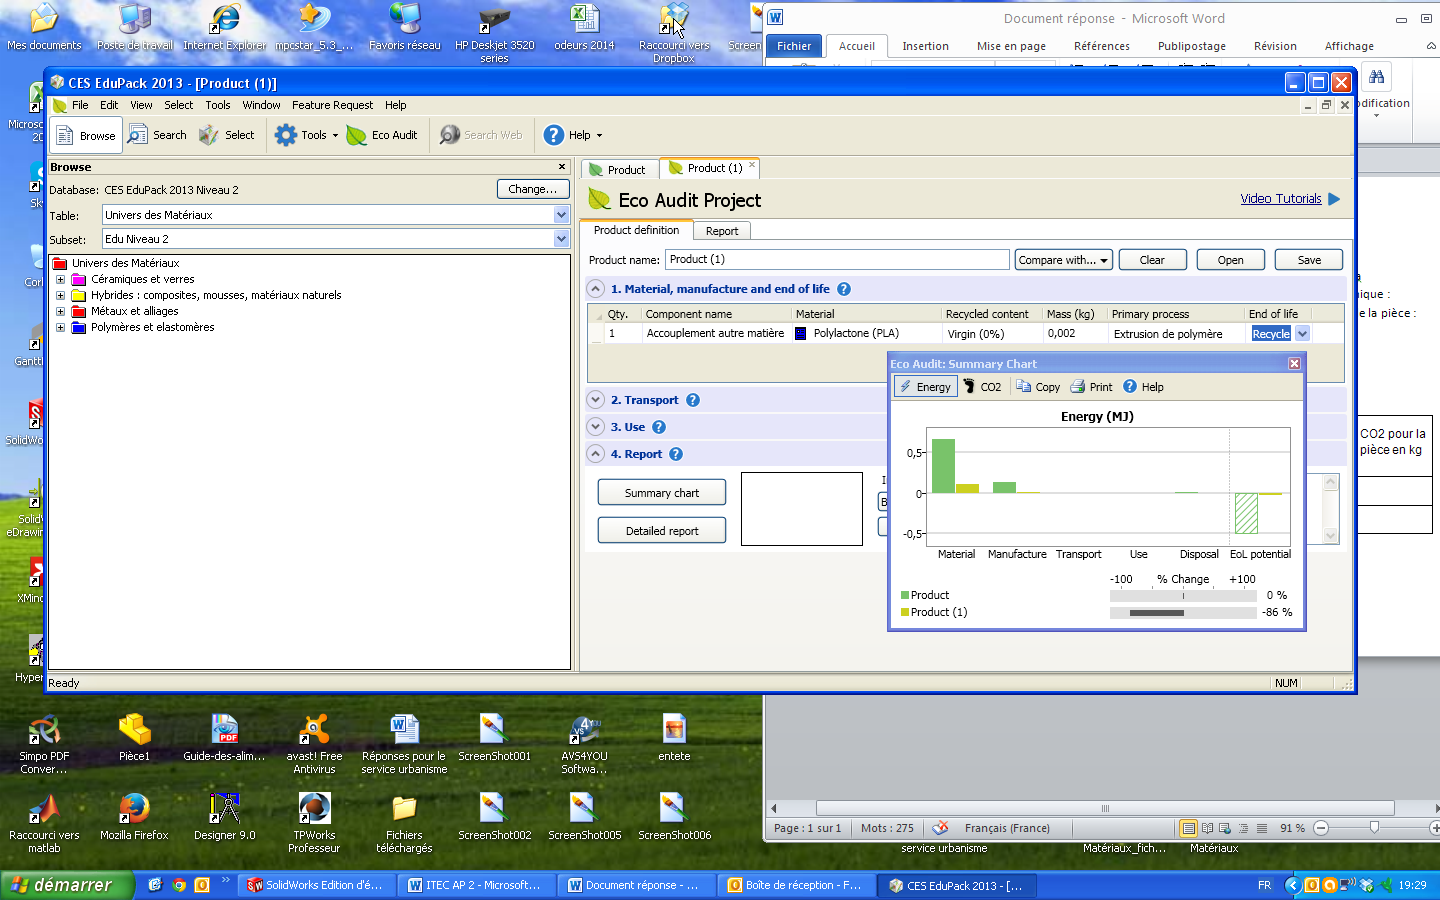 Mes documents
Poste de travail
Internet Explorer
mpcstar_5.3_...
Favoris réseau
HP Deskjet 3520 series
odeurs 2014
Raccourci vers Dropbox
Document réponse - Microsoft Word
Fichier Accueil Insertion Mise en page Références Publipostage Révision Affichage
CES EduPack 2013 - [Product (1)]
File Edit View Select Tools Window Feature Request Help
Browse Search Select Tools Eco Audit Search Web Help
Browse
Database: CES EduPack 2013 Niveau 2 Change...
Table: Univers des Matériaux
Subset: Edu Niveau 2
Univers des Matériaux
Céramiques et verres
Hybrides : composites, mousses, matériaux naturels
Métaux et alliages
Polymères et elastomères
Product Product (1)
Eco Audit Project
Video Tutorials
Product definition Report
Product name: Product (1) Compare with... Clear Open Save
1. Material, manufacture and end of life
Qty. Component name Material Recycled content Mass (kg) Primary process End of life
1 Accouplement autre matière Polylactone (PLA) Virgin (0%) 0,002 Extrusion de polymère Recycle
2. Transport
3. Use
4. Report
Summary chart
Detailed report
Eco Audit: Summary Chart
Energy CO2 Copy Print Help
Energy (MJ)
0,5
0
-0,5
Material Manufacture Transport Use Disposal EoL potential
-100 % Change +100
Product 0 %
Product (1) -86 %
ique :
e la pièce :
CO2 pour la
pièce en kg
Ready NUM
Simpo PDF Conver...
Pièce1
Guide-des-alim...
avast! Free Antivirus
Réponses pour le service urbanisme
ScreenShot001
AVS4YOU Softwa...
entete
Raccourci vers matlab
Mozilla Firefox
Designer 9.0
TPWorks Professeur
Fichiers téléchargés
ScreenShot002
ScreenShot005
ScreenShot006
Page : 1 sur 1 Mots : 275 Français (France) 91 %
service urbanisme
Matériaux_fich...
Matériaux
démarrer
SolidWorks Edition d'é...
ITEC AP 2 - Microsoft...
Document réponse - ...
Boîte de réception - F...
CES EduPack 2013 - [...
FR 19:29